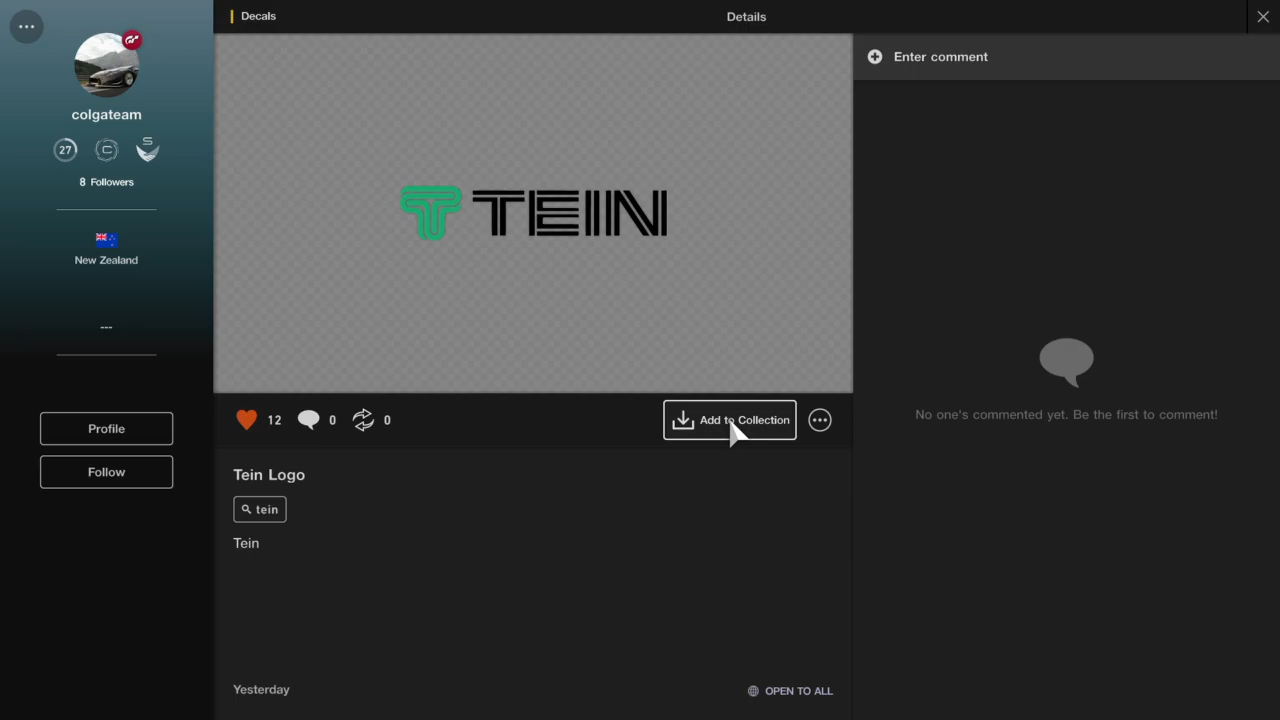 Decals
Details
Enter comment
colgateam
27
C
S
8 Followers
New Zealand
---
Profile
Follow
T TEIN
12
0
0
Add to Collection
Tein Logo
tein
Tein
Yesterday
OPEN TO ALL
No one's commented yet. Be the first to comment!